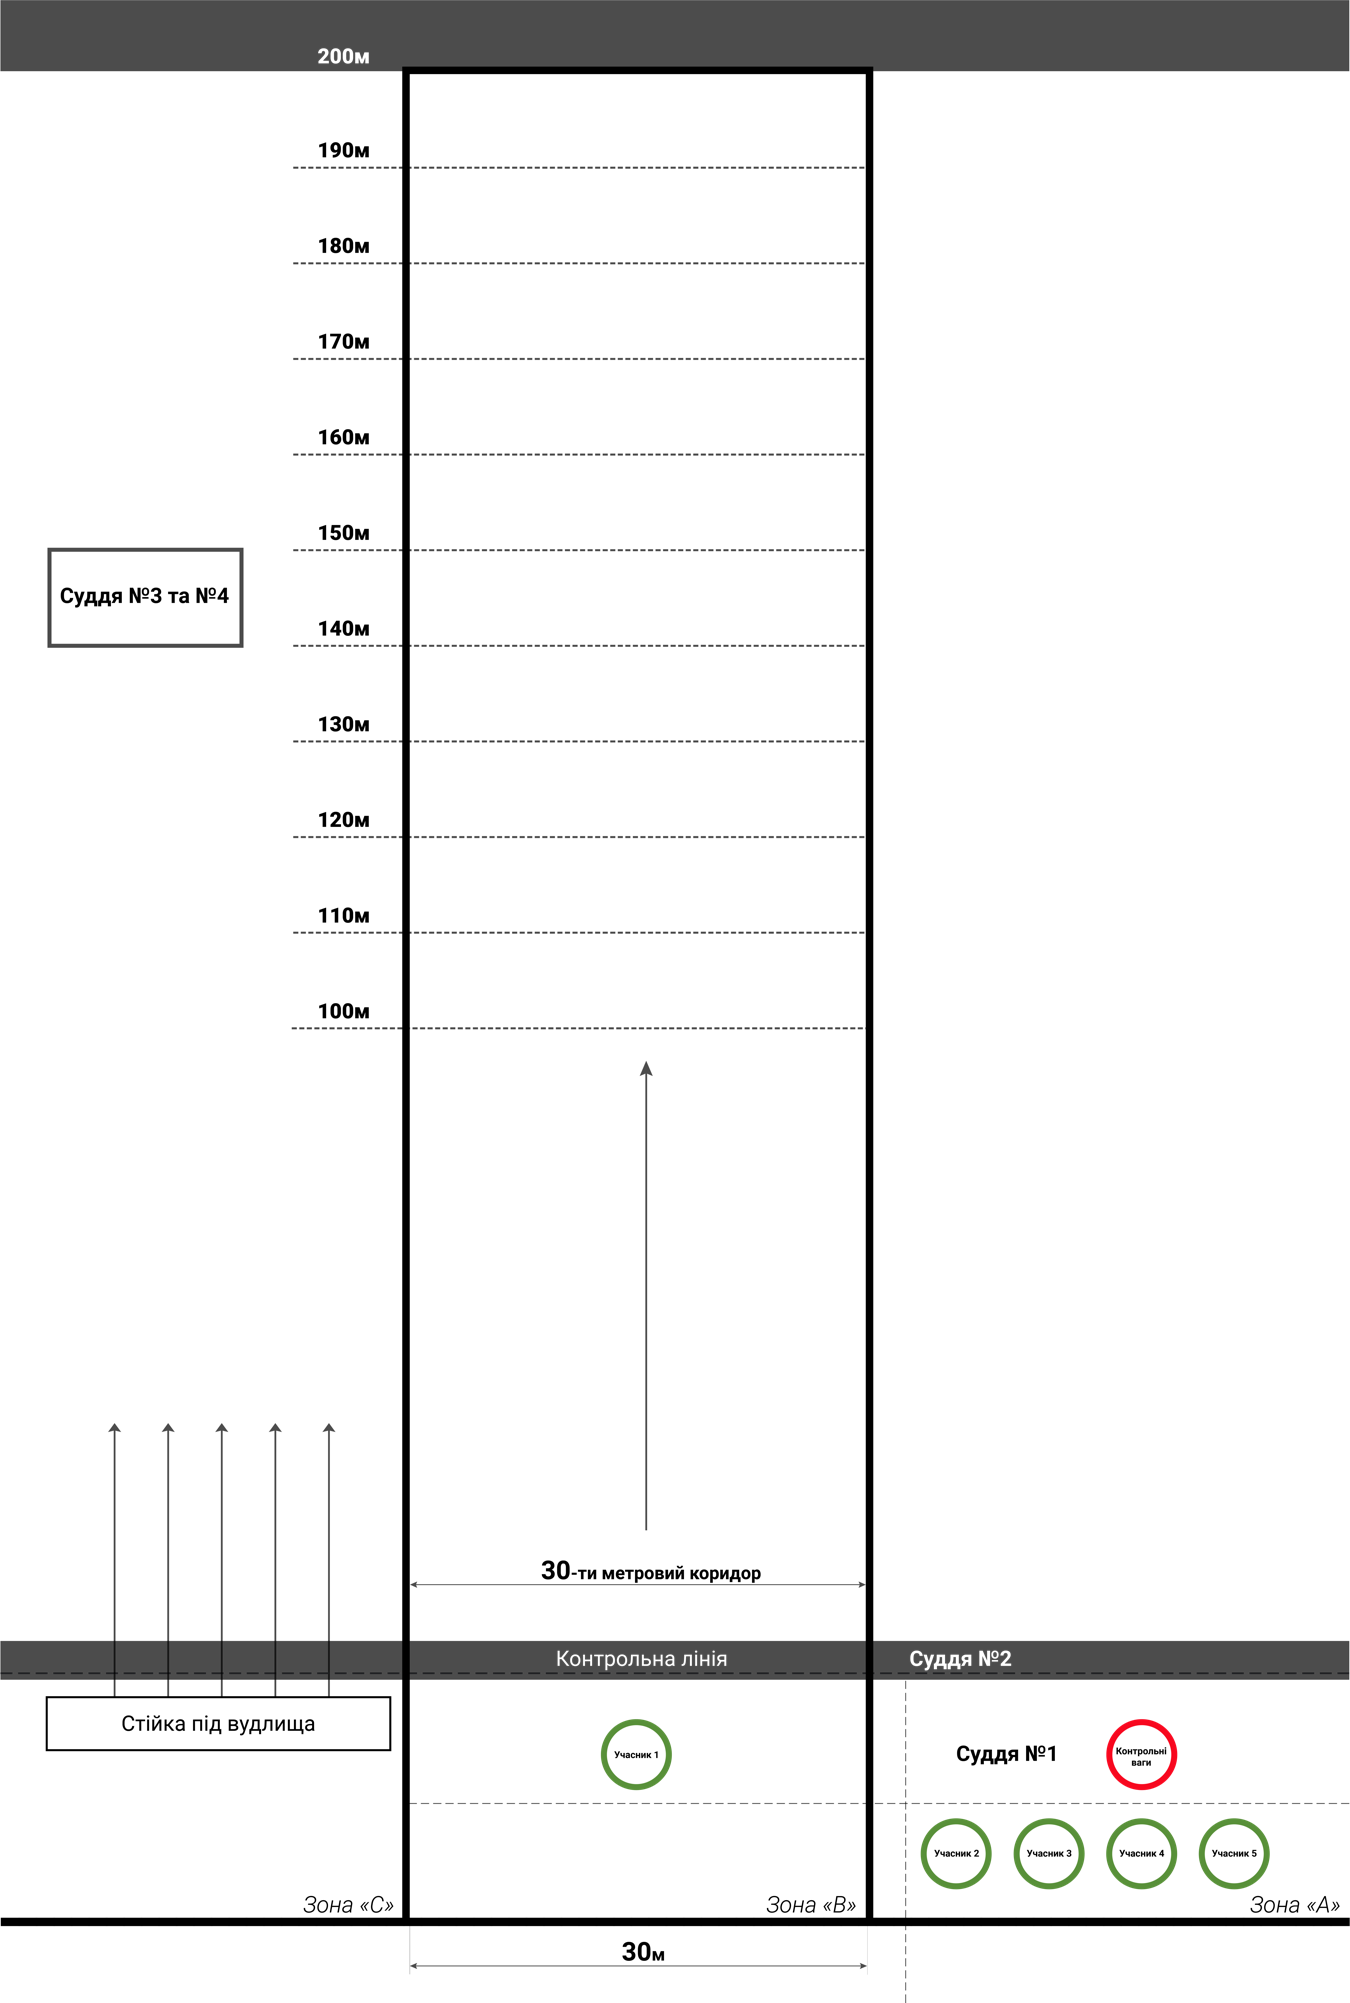 200м
190м
180м
170м
160м
150м
Суддя №3 та №4
140м
130м
120м
110м
100м
30-ти метровий коридор
Контрольна лінія
Суддя №2
Стійка під вудлища
Учасник 1
Суддя №1
Контрольні
ваги
Учасник 2
Учасник 3
Учасник 4
Учасник 5
Зона «С»
Зона «В»
Зона «А»
30м